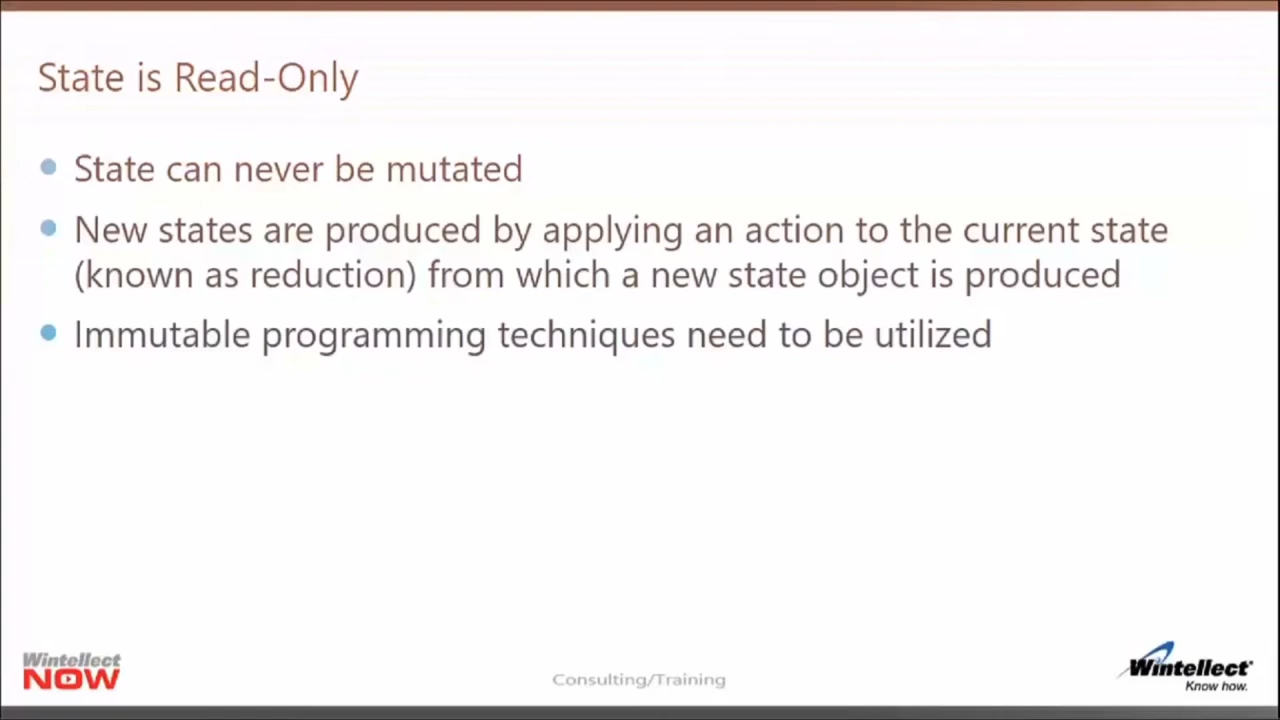 State is Read-Only
State can never be mutated
New states are produced by applying an action to the current state
(known as reduction) from which a new state object is produced
Immutable programming techniques need to be utilized
Wintellect
NOW
Consulting/Training
Wintellect
Know how.